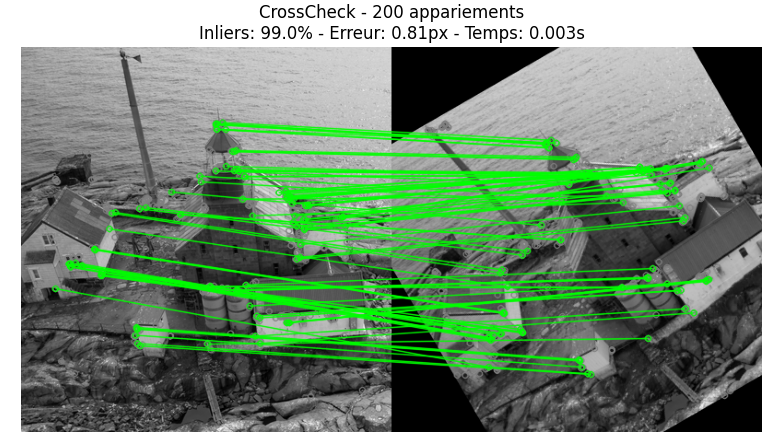 CrossCheck - 200 appariements
Inliers: 99.0% - Erreur: 0.81px - Temps: 0.003s